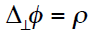 Δ⊥ϕ = ρ